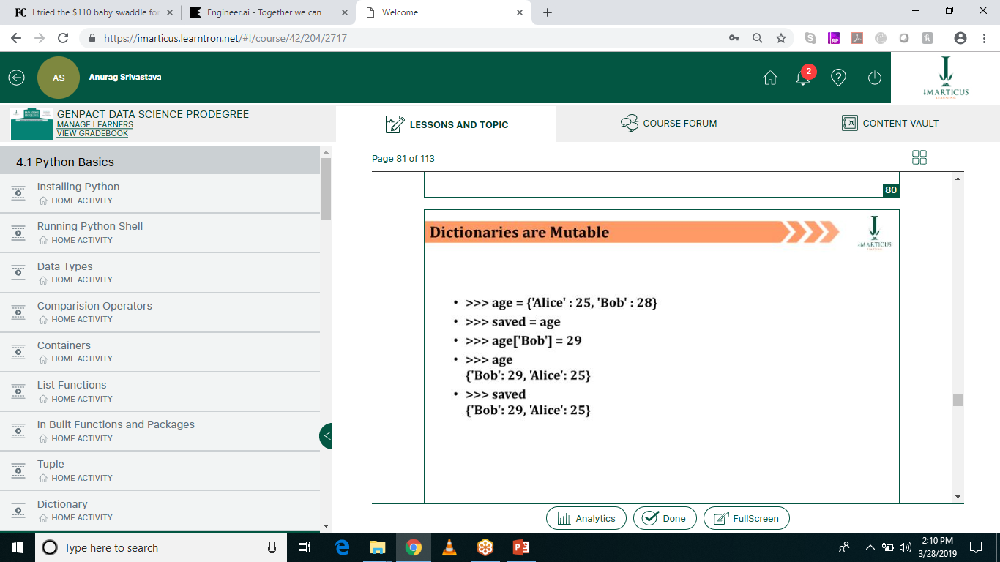 FC I tried the $110 baby swaddle for
Engineer.ai - Together we can
Welcome
https://imarticus.learntron.net/#!/course/42/204/2717
RP
AS
Anurag Srivastava
2
IMARTICUS
LEARNING
GENPACT DATA SCIENCE PRODEGREE
MANAGE LEARNERS
VIEW GRADEBOOK
LESSONS AND TOPIC
COURSE FORUM
CONTENT VAULT
4.1 Python Basics
Installing Python
HOME ACTIVITY
Running Python Shell
HOME ACTIVITY
Data Types
HOME ACTIVITY
Comparision Operators
HOME ACTIVITY
Containers
HOME ACTIVITY
List Functions
HOME ACTIVITY
In Built Functions and Packages
HOME ACTIVITY
Tuple
HOME ACTIVITY
Dictionary
HOME ACTIVITY
Page 81 of 113
80
Dictionaries are Mutable
IMARTICUS
• >>> age = {'Alice' : 25, 'Bob' : 28}
• >>> saved = age
• >>> age['Bob'] = 29
• >>> age
{'Bob': 29, 'Alice': 25}
• >>> saved
{'Bob': 29, 'Alice': 25}
Analytics
Done
FullScreen
Type here to search
2:10 PM
3/28/2019